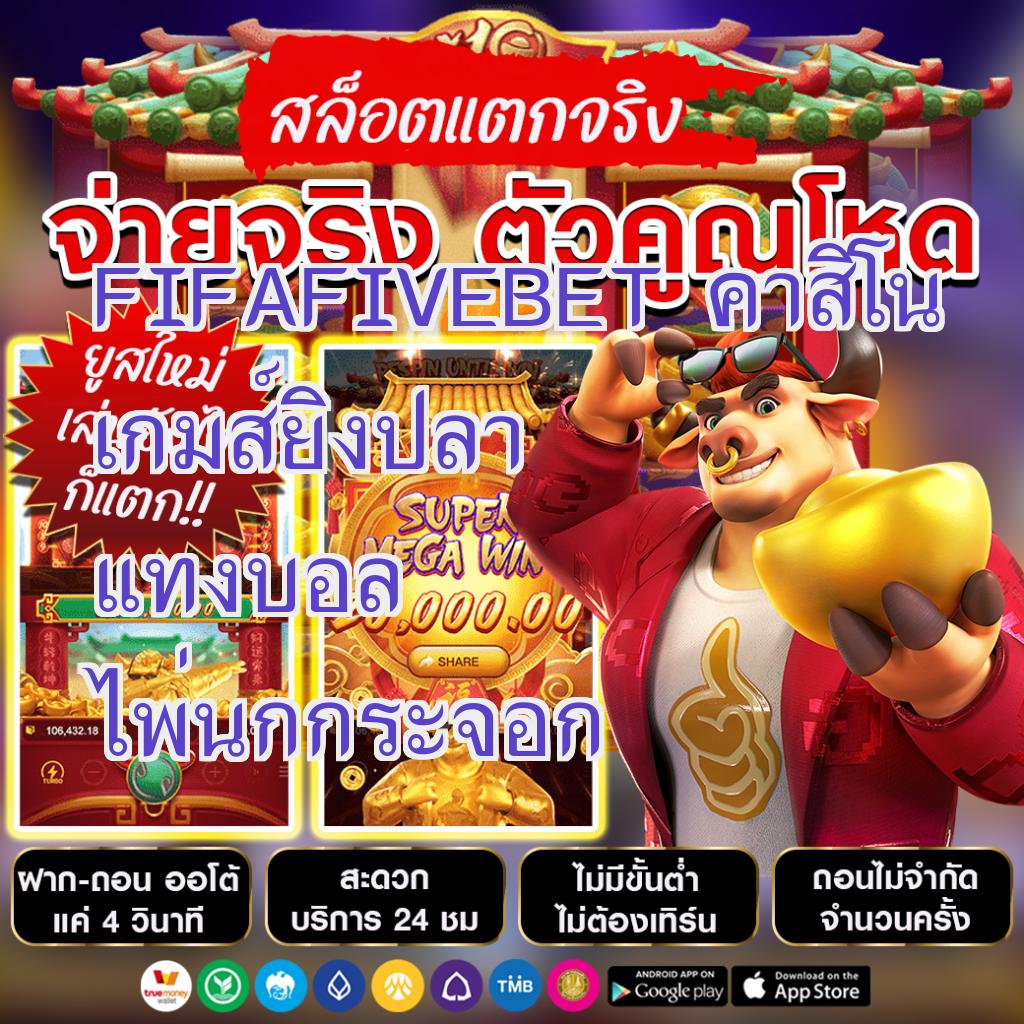 สล็อตแตกจริง
จ่ายจริง ตัวคูณโหด
FIFAFIVEBET คาสิโน
ยูสใหม่
ก็แตก!!
เกมส์ยิงปลา
SUPER
MEGA WIN
แทงบอล
,000.00
SHARE
ไพ่นกกระจอก
106,432.18
TURBO
ฝาก-ถอน ออโต้
แค่ 4 วินาที
สะดวก
บริการ 24 ชม
ไม่มีขั้นต่ำ
ไม่ต้องเทิร์น
ถอนไม่จำกัด
จำนวนครั้ง
truemoney
wallet
TMB
ANDROID APP ON
Google play
Download on the
App Store